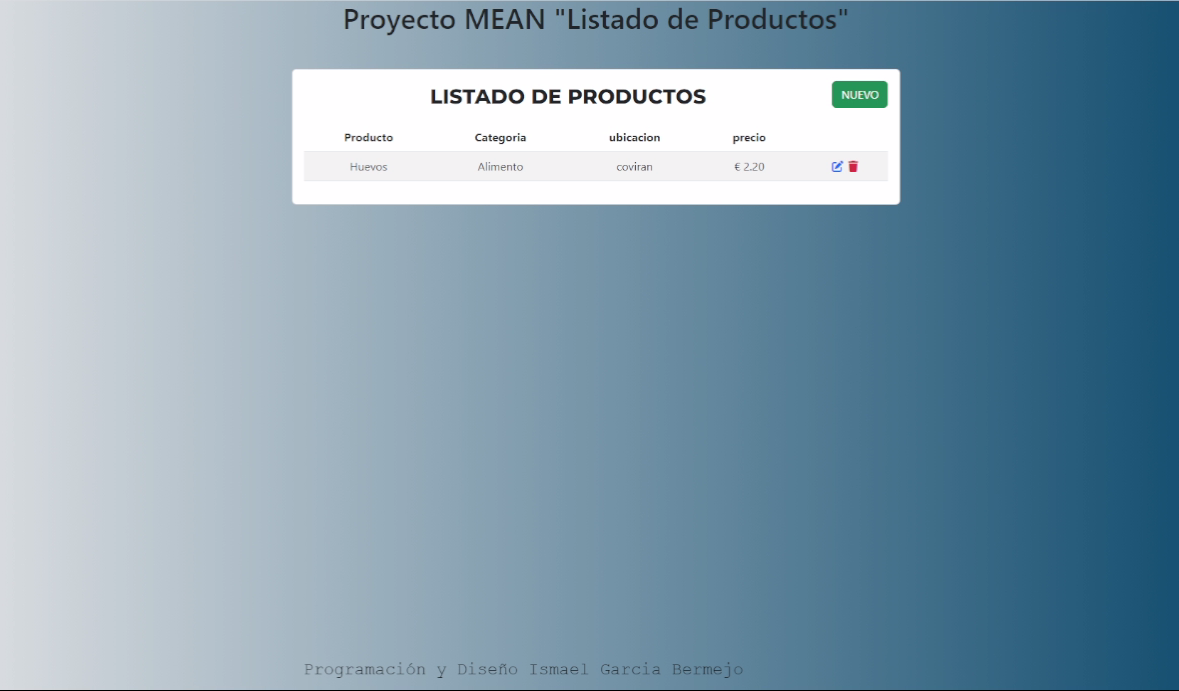 Proyecto MEAN "Listado de Productos"
LISTADO DE PRODUCTOS
NUEVO
Producto Categoria ubicacion precio
Huevos Alimento coviran € 2,20
Programación y Diseño Ismael García Bermejo